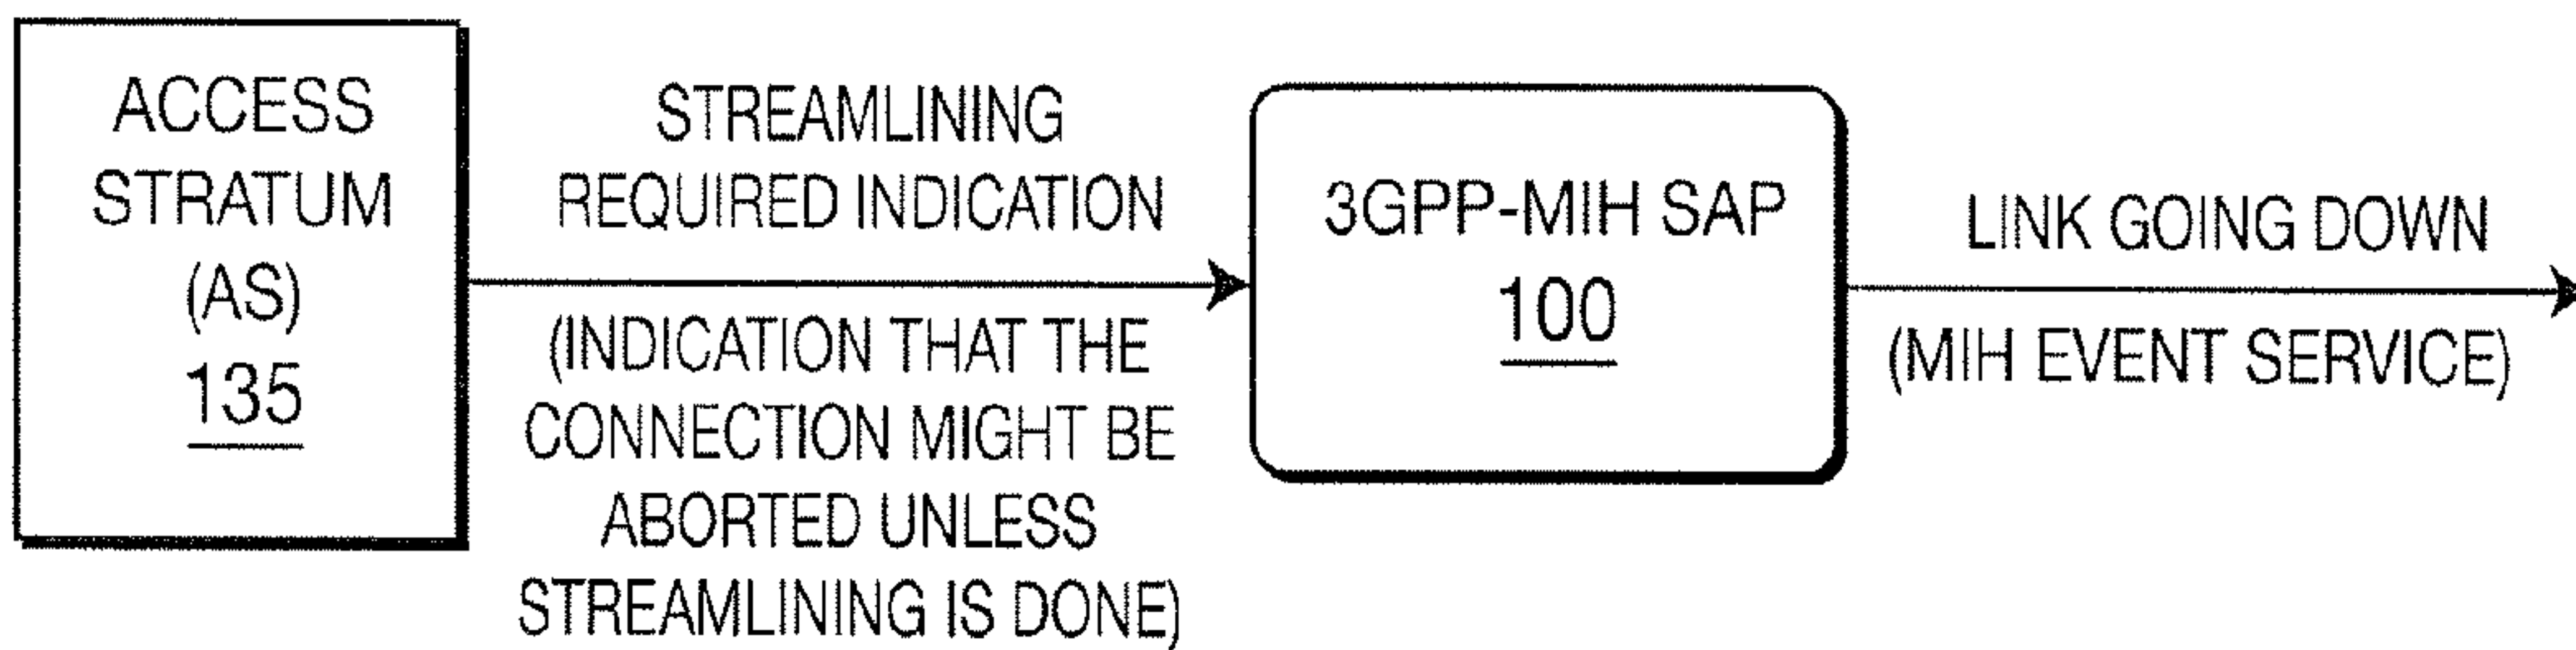 ACCESS
STRATUM
(AS)
135
STREAMLINING
REQUIRED INDICATION
(INDICATION THAT THE
CONNECTION MIGHT BE
ABORTED UNLESS
STREAMLINING IS DONE)
3GPP-MIH SAP
100
LINK GOING DOWN
(MIH EVENT SERVICE)